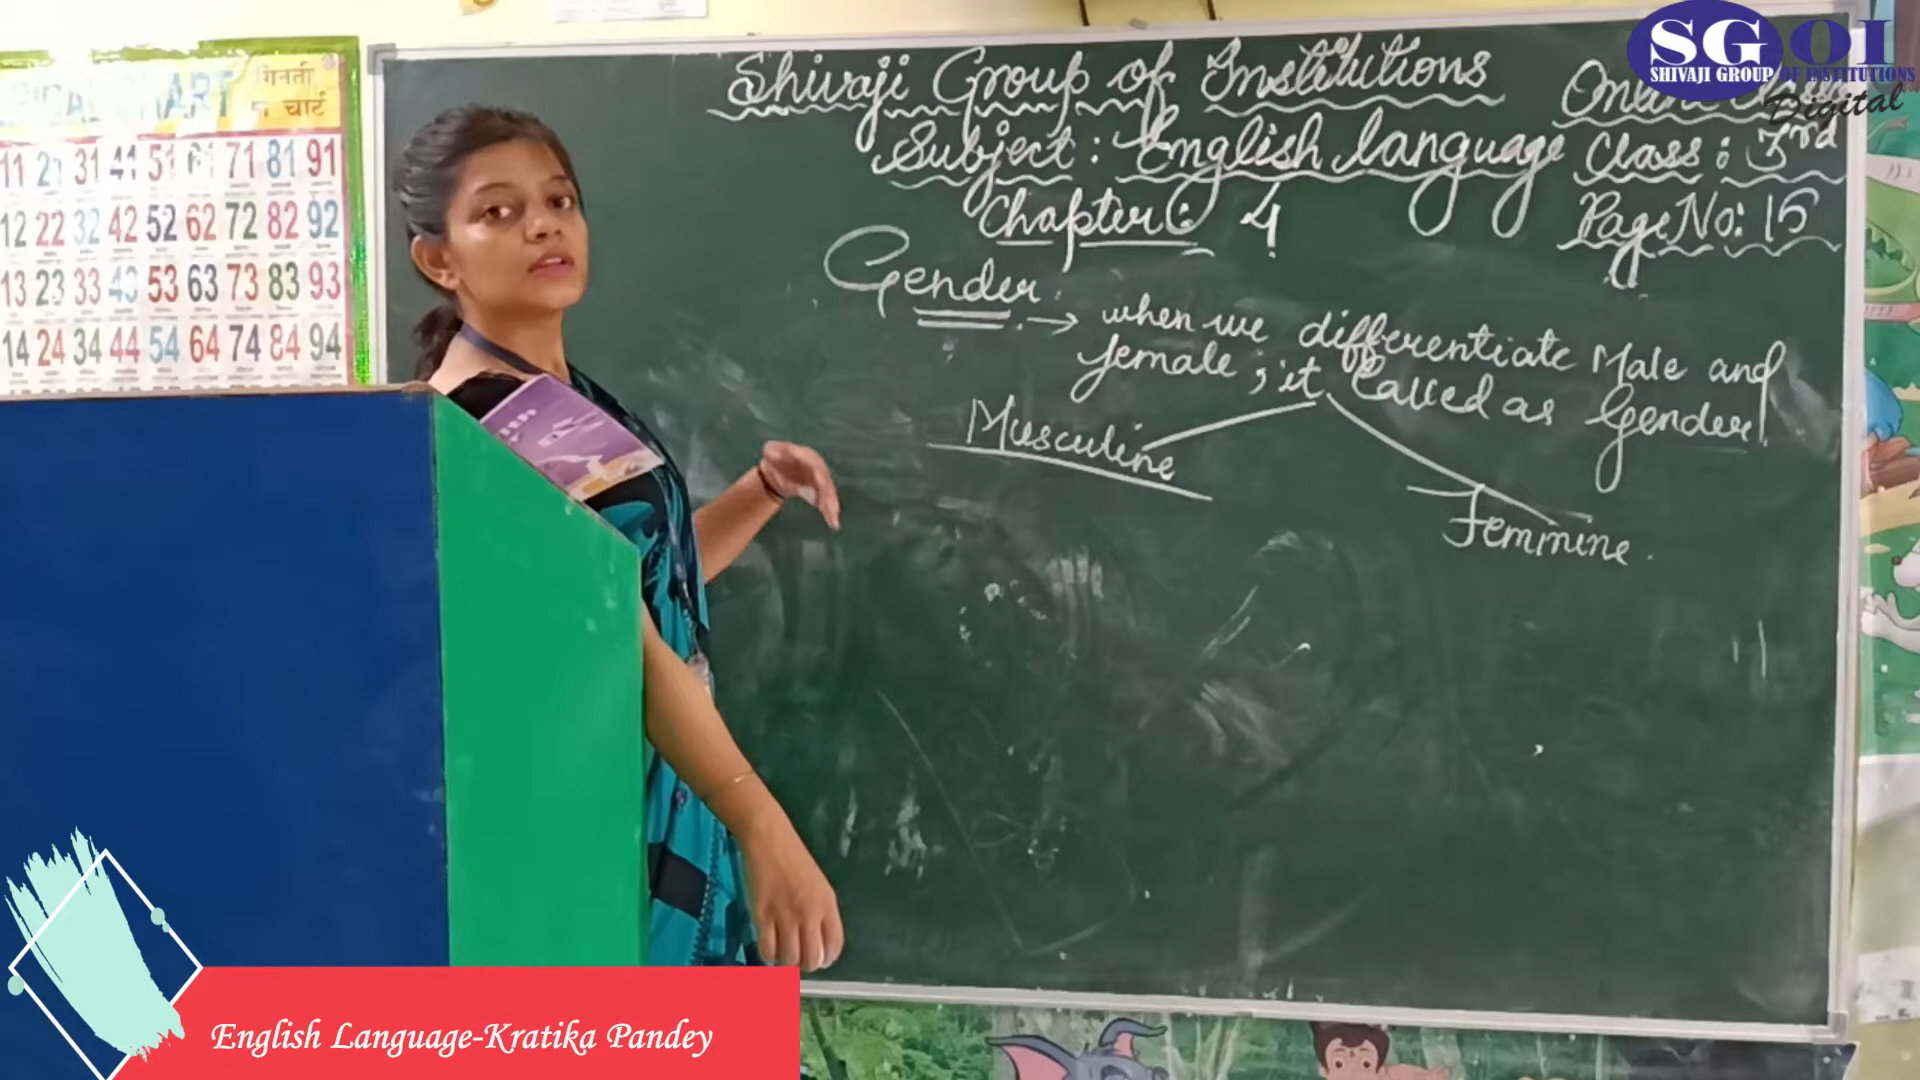 Shivaji Group of Institutions
Subject: English language
Chapter: 4
Online
Class: 3rd
Page No: 15
Gender → when we differentiate Male and
female, it called as Gender.
Musculine
Feminine.
SGOI
SHIVAJI GROUP OF INSTITUTIONS
Digital
गिनती
चार्ट
11 21 31 41 51 61 71 81 91
12 22 32 42 52 62 72 82 92
13 23 33 43 53 63 73 83 93
14 24 34 44 54 64 74 84 94
English Language-Kratika Pandey